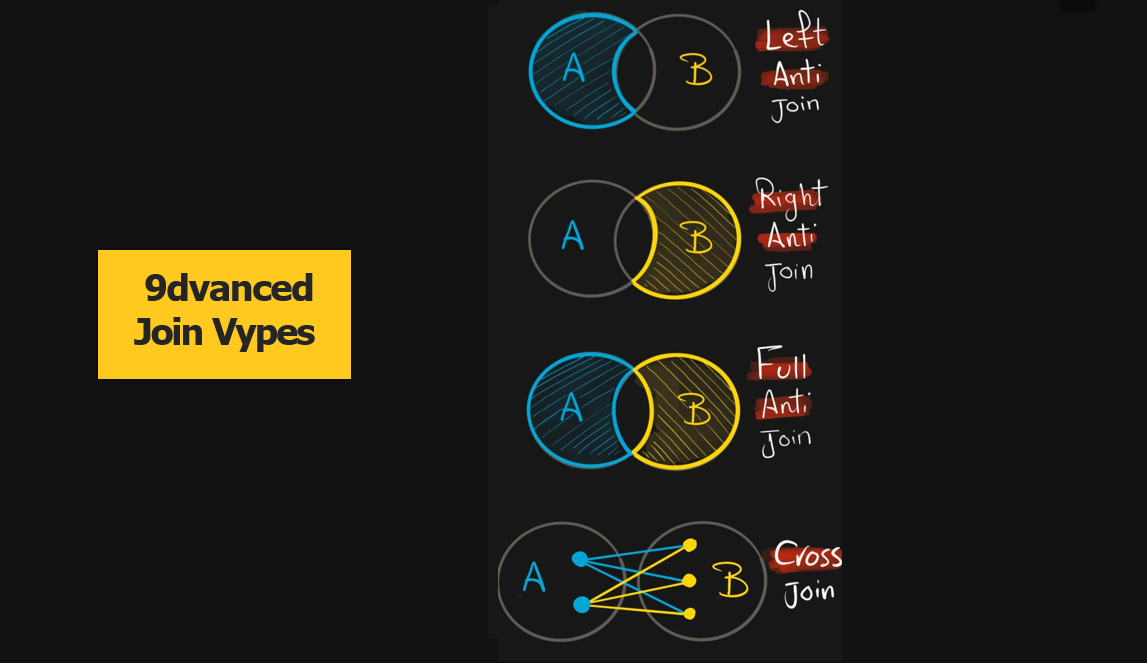 9dvanced
Join Vypes
A
B
Left
Anti
Join
A
B
Right
Anti
Join
A
B
Full
Anti
Join
A
B
Cross
Join